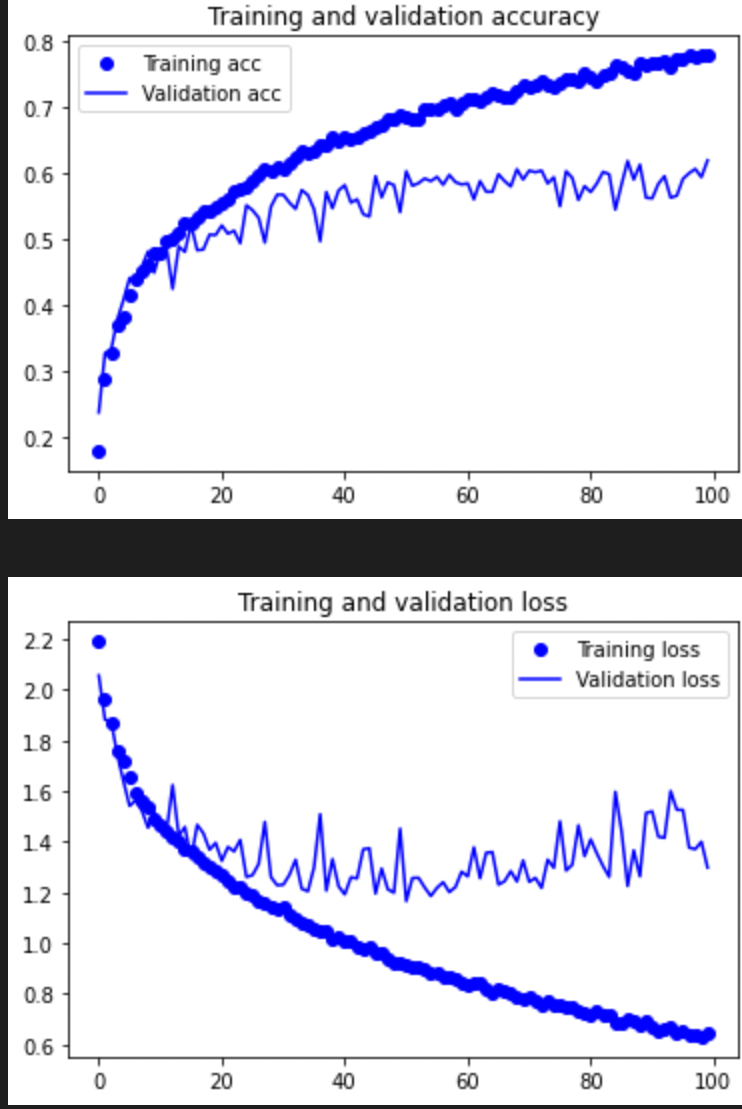 Training and validation accuracy
0.8
Training acc
Validation acc
0.7
0.6
0.5
0.4
0.3
0.2
0 20 40 60 80 100
Training and validation loss
2.2
Training loss
Validation loss
2.0
1.8
1.6
1.4
1.2
1.0
0.8
0.6
0 20 40 60 80 100